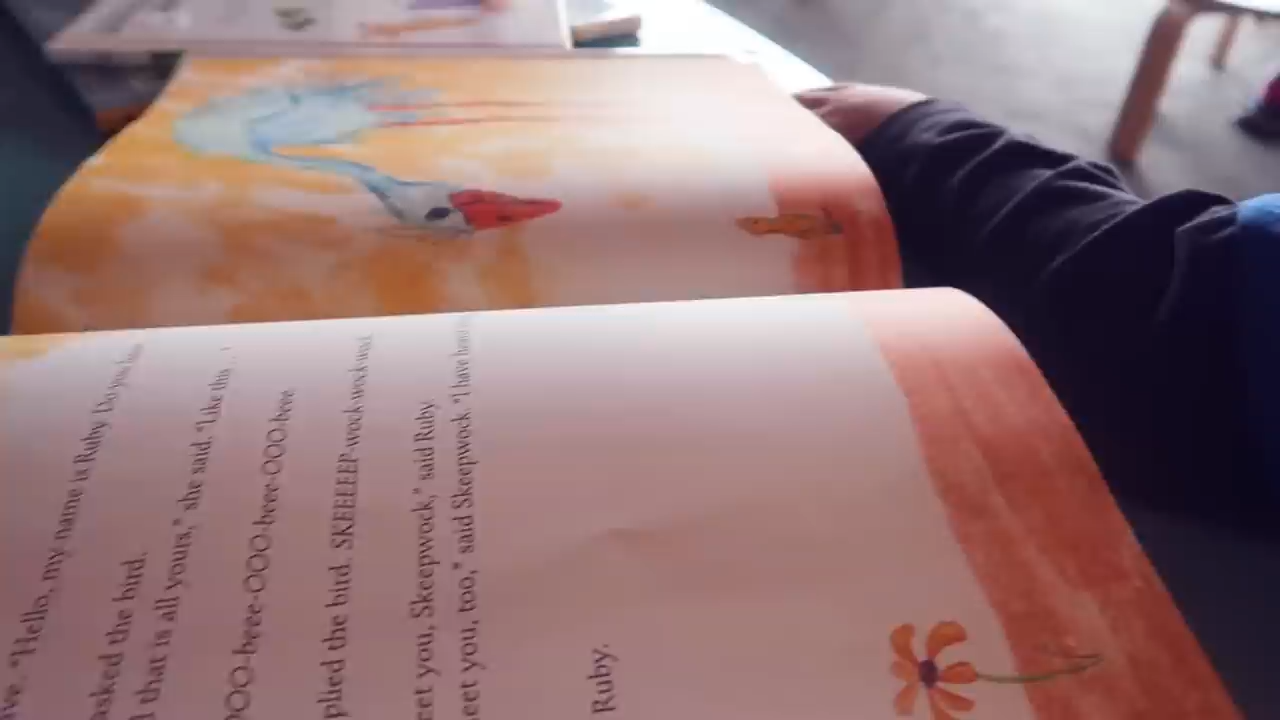 "Hello, my name is Ruby. Do you
asked the bird.
that is all yours," she said. "Like this . . .
OOO-beee-OOO-beee-OOO-beee
plied the bird. SKEEEEP-wock-wock-wock
eet you, Skeepwock," said Ruby.
eet you, too," said Skeepwock. "I have
Ruby.